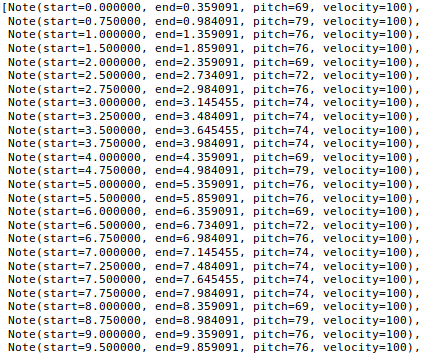 [Note(start=0.000000, end=0.359091, pitch=69, velocity=100),
Note(start=0.750000, end=0.984091, pitch=79, velocity=100),
Note(start=1.000000, end=1.359091, pitch=76, velocity=100),
Note(start=1.500000, end=1.859091, pitch=76, velocity=100),
Note(start=2.000000, end=2.359091, pitch=69, velocity=100),
Note(start=2.500000, end=2.734091, pitch=72, velocity=100),
Note(start=2.750000, end=2.984091, pitch=76, velocity=100),
Note(start=3.000000, end=3.145455, pitch=74, velocity=100),
Note(start=3.250000, end=3.484091, pitch=74, velocity=100),
Note(start=3.500000, end=3.645455, pitch=74, velocity=100),
Note(start=3.750000, end=3.984091, pitch=74, velocity=100),
Note(start=4.000000, end=4.359091, pitch=69, velocity=100),
Note(start=4.750000, end=4.984091, pitch=79, velocity=100),
Note(start=5.000000, end=5.359091, pitch=76, velocity=100),
Note(start=5.500000, end=5.859091, pitch=76, velocity=100),
Note(start=6.000000, end=6.359091, pitch=69, velocity=100),
Note(start=6.500000, end=6.734091, pitch=72, velocity=100),
Note(start=6.750000, end=6.984091, pitch=76, velocity=100),
Note(start=7.000000, end=7.145455, pitch=74, velocity=100),
Note(start=7.250000, end=7.484091, pitch=74, velocity=100),
Note(start=7.500000, end=7.645455, pitch=74, velocity=100),
Note(start=7.750000, end=7.984091, pitch=74, velocity=100),
Note(start=8.000000, end=8.359091, pitch=69, velocity=100),
Note(start=8.750000, end=8.984091, pitch=79, velocity=100),
Note(start=9.000000, end=9.359091, pitch=76, velocity=100),
Note(start=9.500000, end=9.859091, pitch=76, velocity=100),